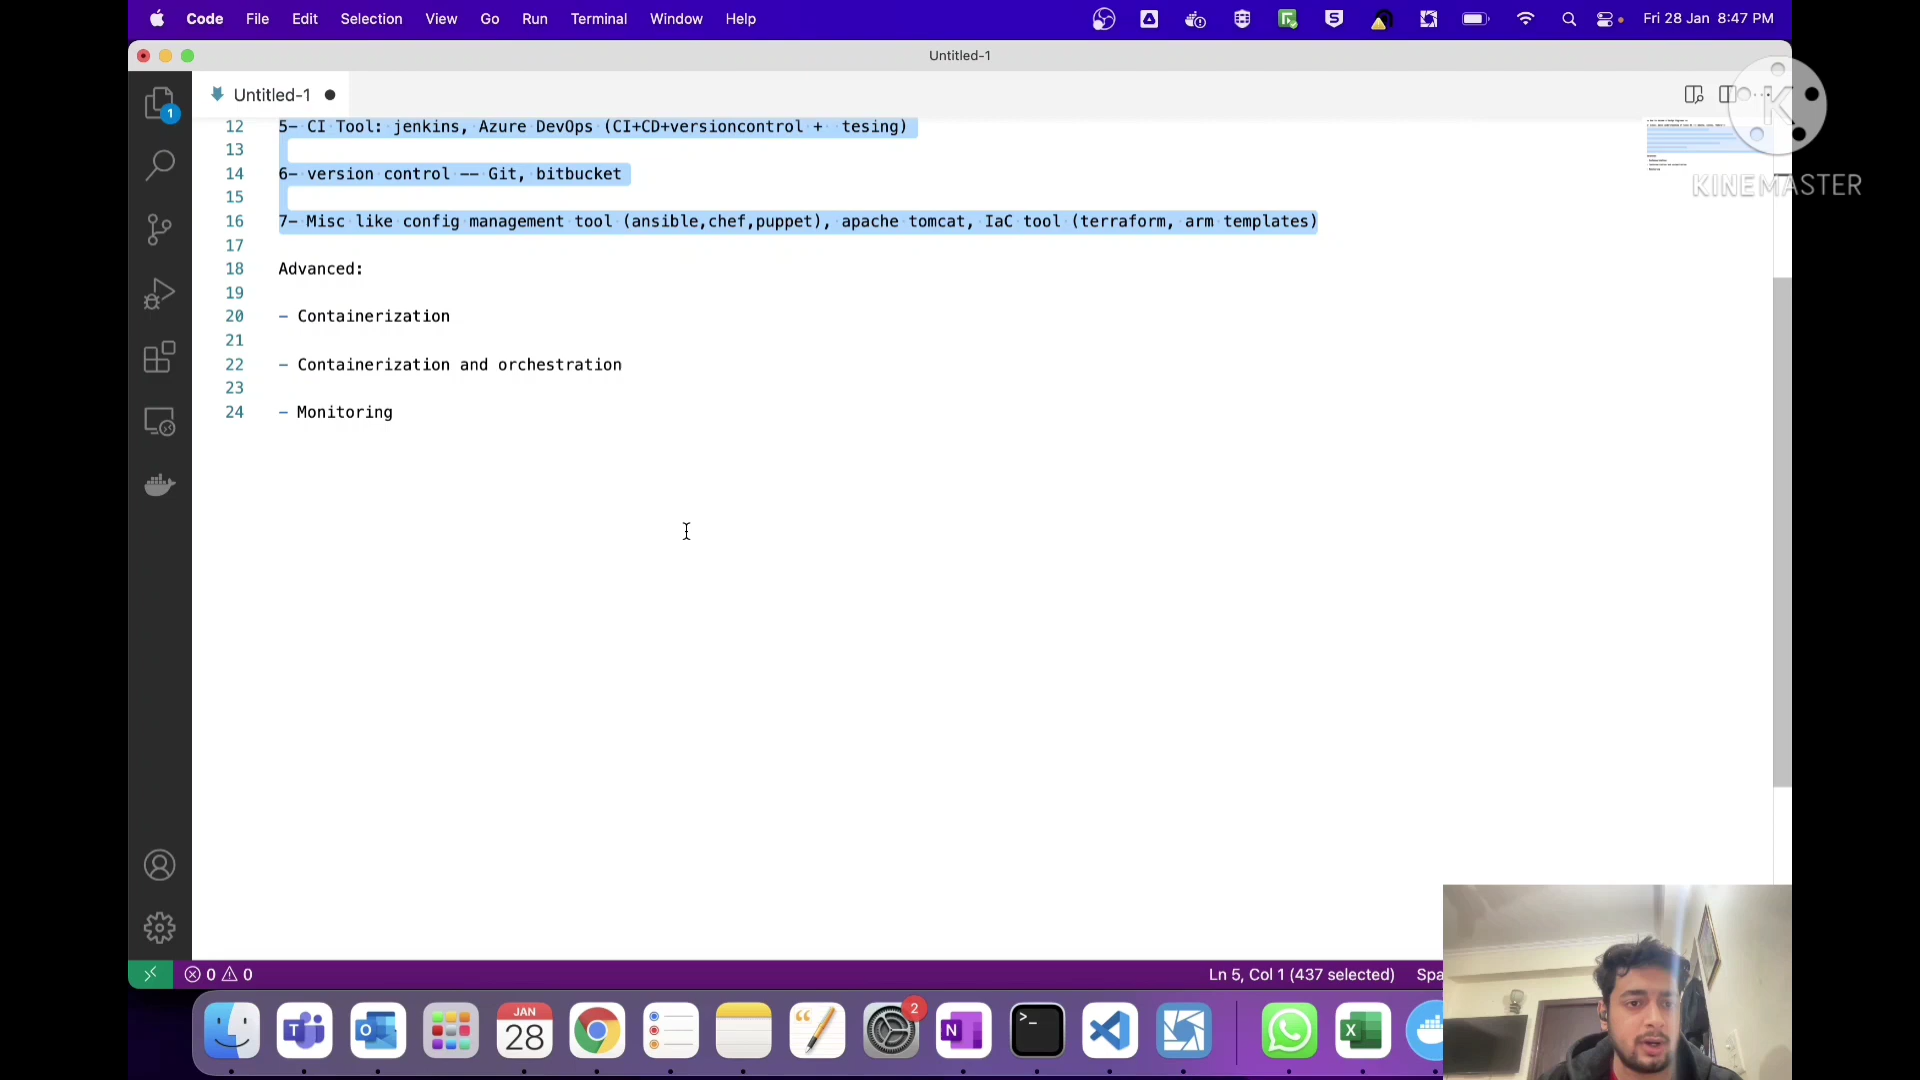 Code File Edit Selection View Go Run Terminal Window Help Fri 28 Jan 8:47 PM
Untitled-1
Untitled-1
1
K
KINEMASTER
12 5- CI Tool: jenkins, Azure DevOps (CI+CD+versioncontrol + tesing)
13
14 6- version control -- Git, bitbucket
15
16 7- Misc like config management tool (ansible,chef,puppet), apache tomcat, IaC tool (terraform, arm templates)
17
18 Advanced:
19
20 - Containerization
21
22 - Containerization and orchestration
23
24 - Monitoring
0 0 Ln 5, Col 1 (437 selected) Spa
JAN
28
2